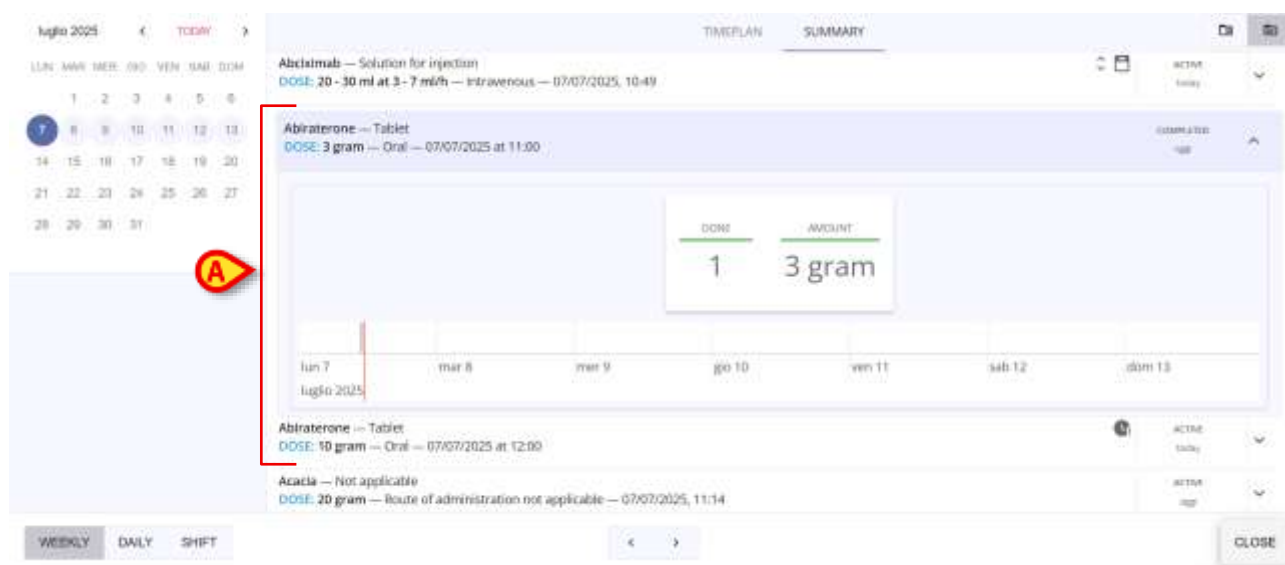 luglio 2025 < TODAY >
TIMEPLAN SUMMARY
LUN MAR MER GIO VEN SAB DOM
1 2 3 4 5 6
7 8 9 10 11 12 13
14 15 16 17 18 19 20
21 22 23 24 25 26 27
28 29 30 31
Abciximab — Solution for injection
DOSE: 20 - 30 ml at 3 - 7 ml/h — Intravenous — 07/07/2025, 10:49
ACTIVE
today
Abiraterone — Tablet
DOSE: 3 gram — Oral — 07/07/2025 at 11:00
COMPLETED
oggi
DONE AMOUNT
1 3 gram
A
lun 7 mar 8 mer 9 gio 10 ven 11 sab 12 dom 13
luglio 2025
Abiraterone — Tablet
DOSE: 10 gram — Oral — 07/07/2025 at 12:00
ACTIVE
today
Acacia — Not applicable
DOSE: 20 gram — Route of administration not applicable — 07/07/2025, 11:14
ACTIVE
oggi
WEEKLY DAILY SHIFT < > CLOSE